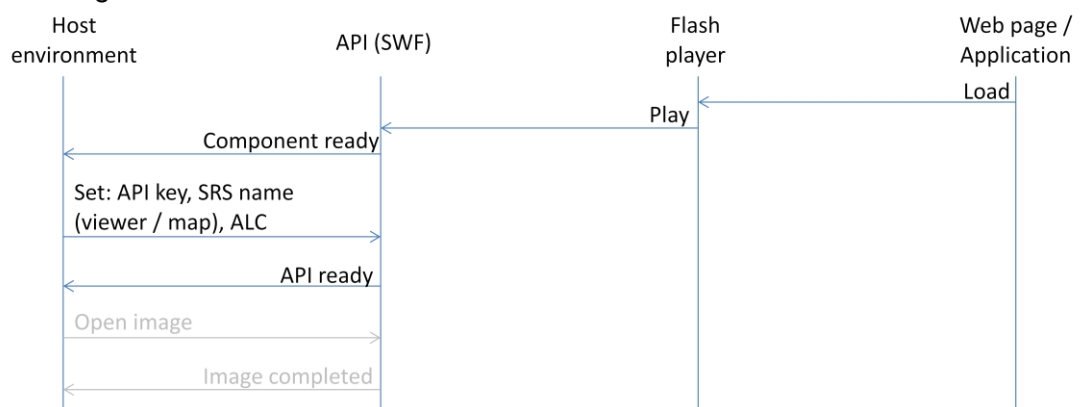 Host
environment
API (SWF)
Flash
player
Web page /
Application
Load
Play
Component ready
Set: API key, SRS name
(viewer / map), ALC
API ready
Open image
Image completed